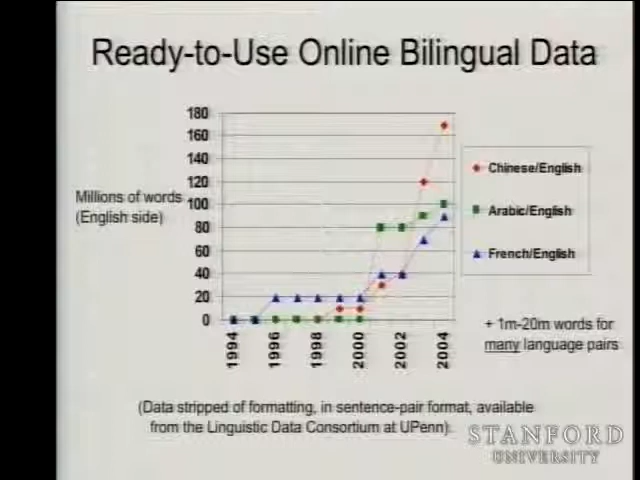 Ready-to-Use Online Bilingual Data
180
160
140
120
100
80
60
40
20
0
Millions of words
(English side)
1994
1996
1998
2000
2002
2004
Chinese/English
Arabic/English
French/English
+ 1m-20m words for
many language pairs
(Data stripped of formatting, in sentence-pair format, available
from the Linguistic Data Consortium at UPenn).
STANFORD
UNIVERSITY